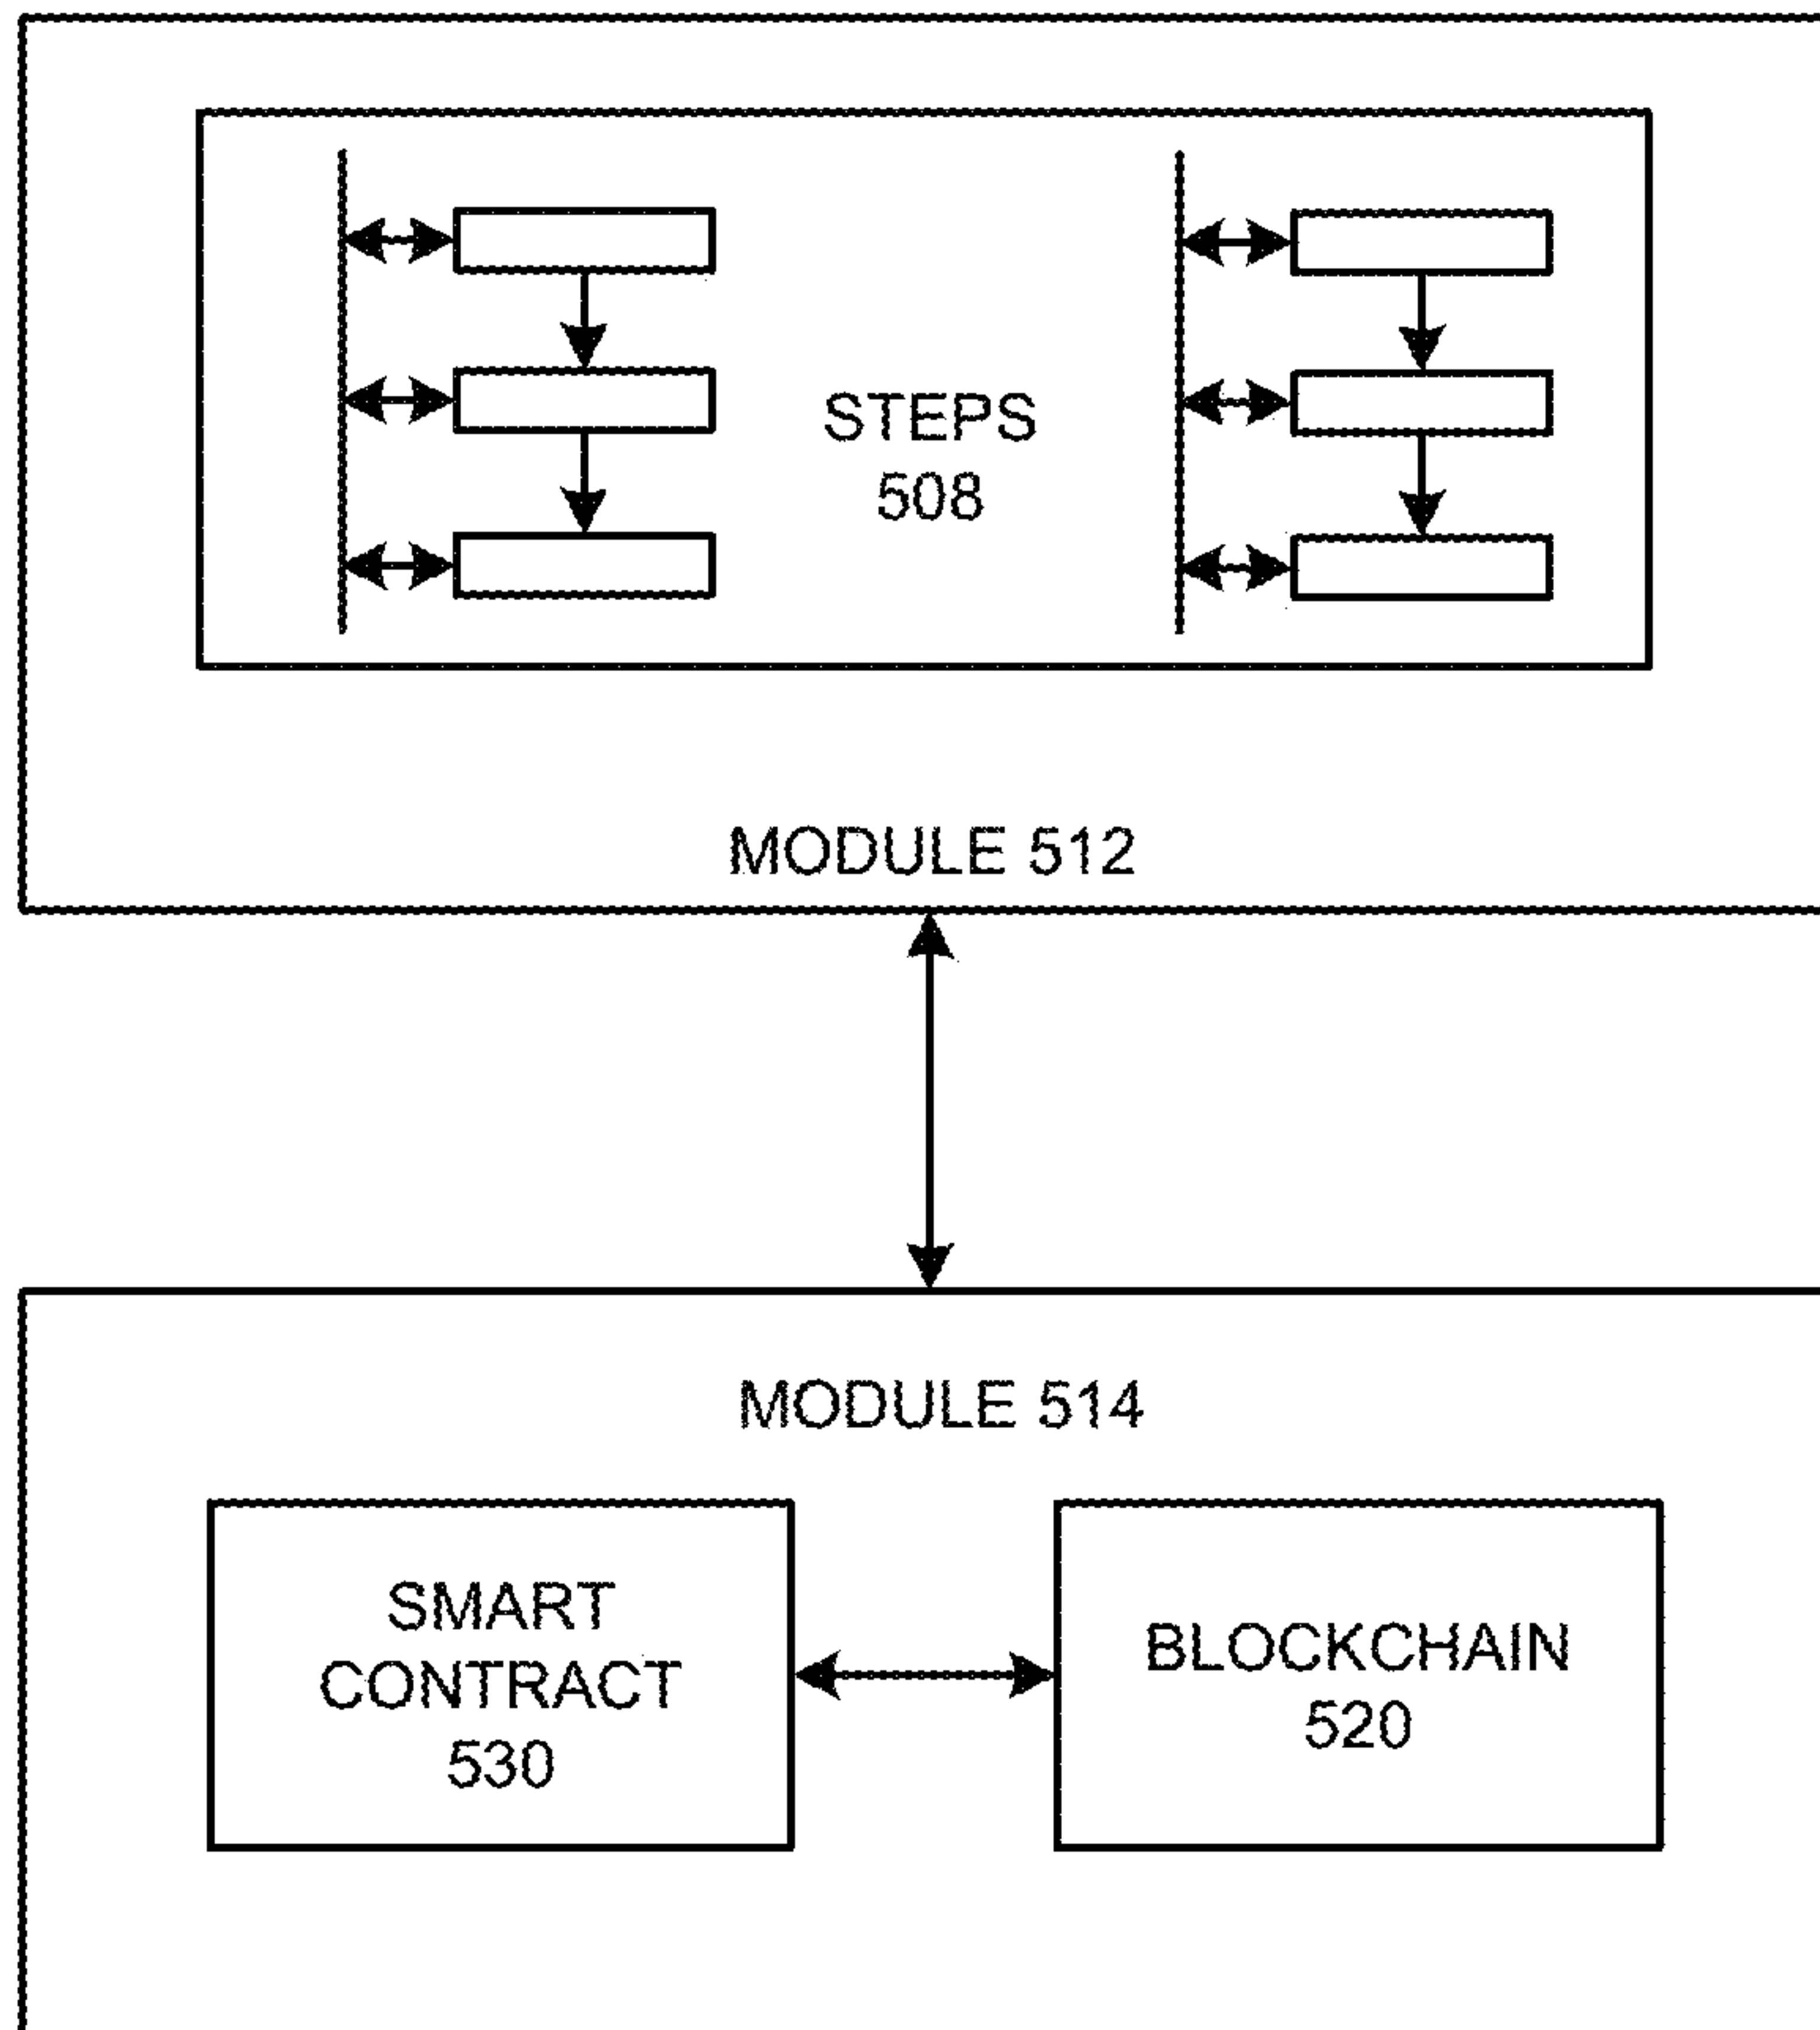 STEPS
508
MODULE 512
MODULE 514
SMART
CONTRACT
530
BLOCKCHAIN
520